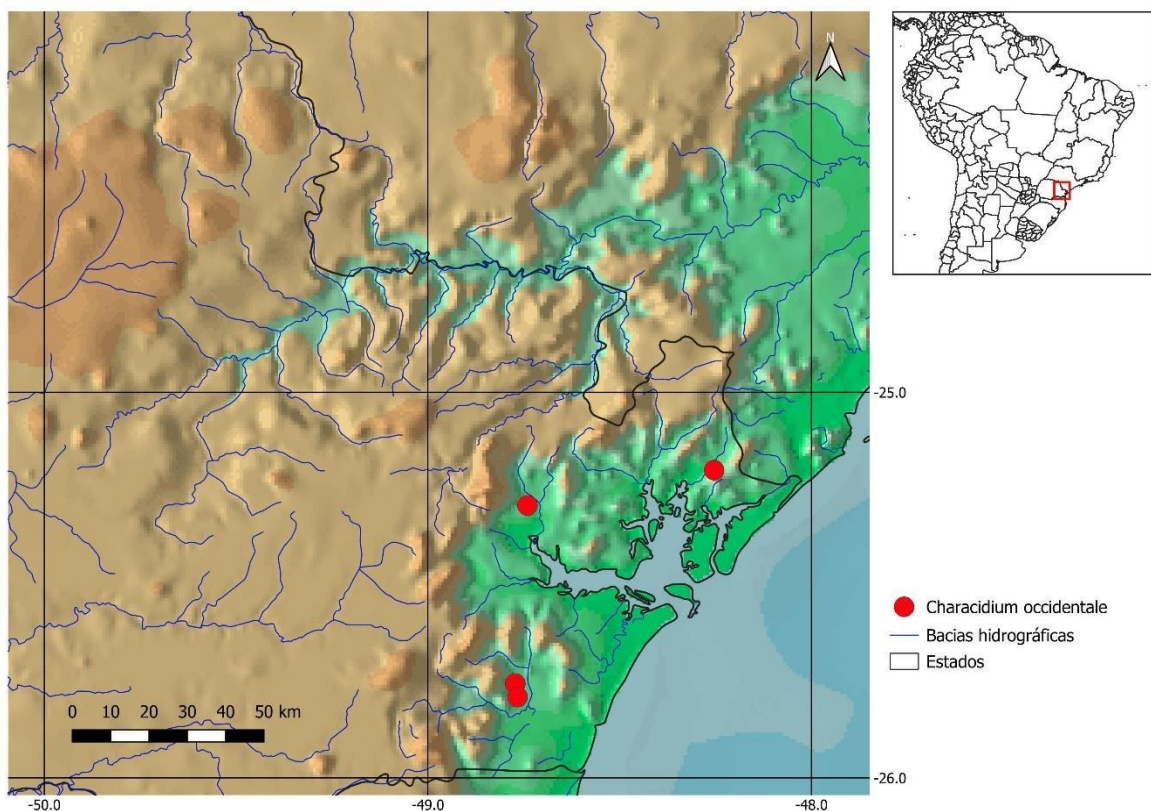 N
-25.0
Characidium occidentale
Bacias hidrográficas
Estados
0 10 20 30 40 50 km
-26.0
-50.0 -49.0 -48.0